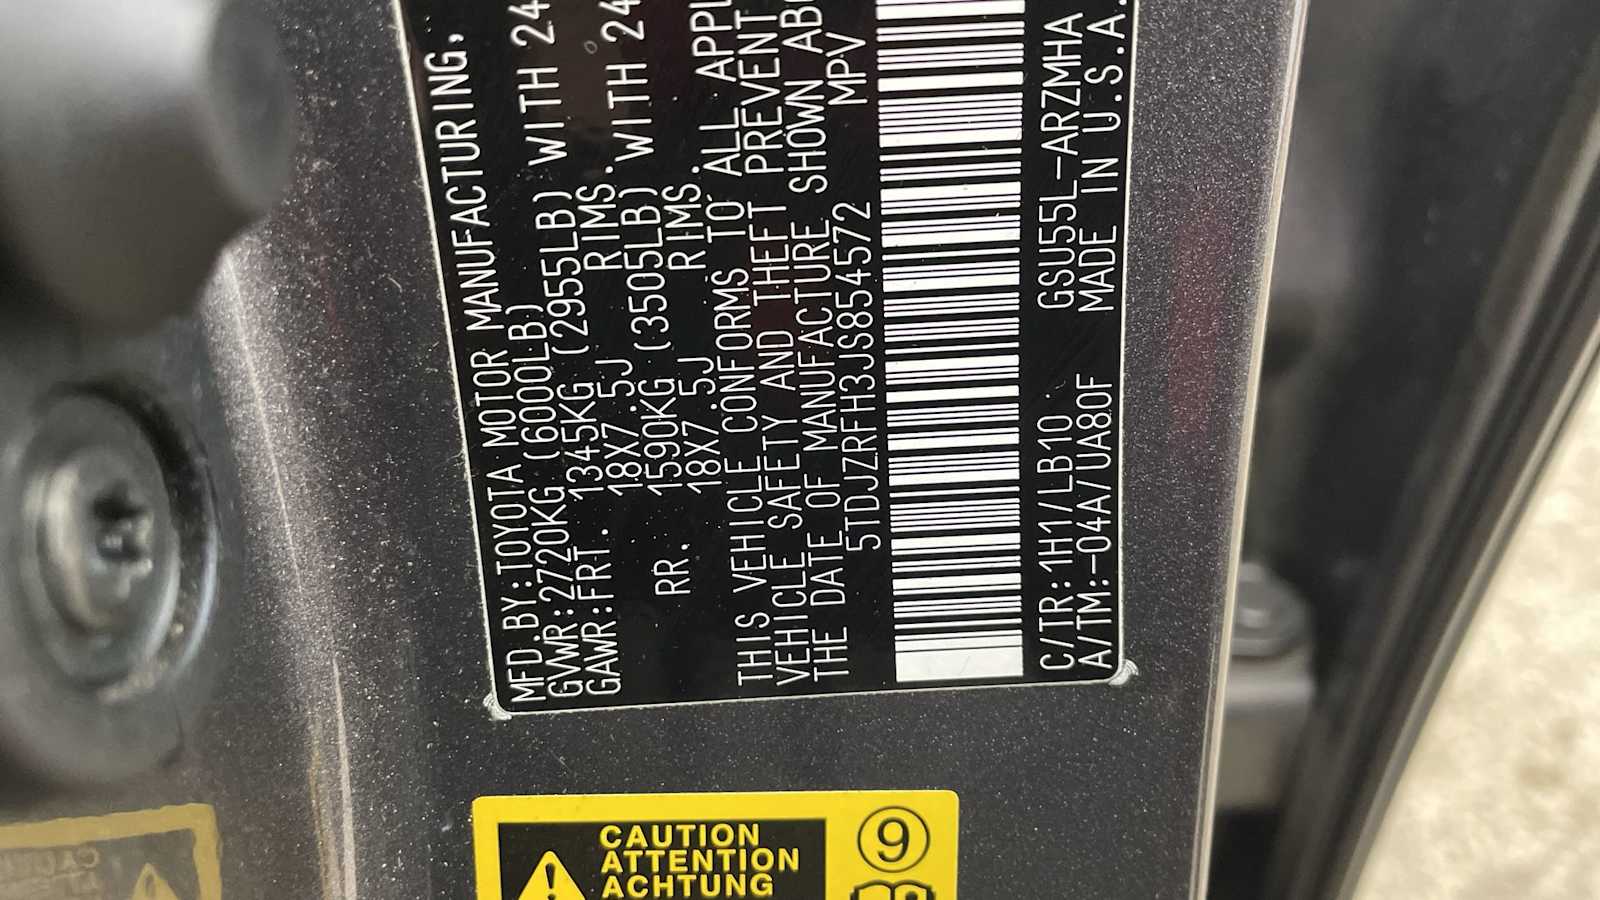 MFD.BY:TOYOTA MOTOR MANUFACTURING,
GVWR:2720KG (6000LB)
GAWR:FRT. 1345KG (2955LB) WITH 24
18X7.5J RIMS.
RR. 1590KG (3505LB) WITH 24
18X7.5J RIMS.
THIS VEHICLE CONFORMS TO ALL APPL
VEHICLE SAFETY AND THEFT PREVENT
THE DATE OF MANUFACTURE SHOWN ABO
5TDJZRFH3JS854572 MPV
C/TR:1H1/LB10 GSU55L-ARZMHA
A/TM:-04A/UA80F MADE IN U.S.A.
CAUTION
ATTENTION
ACHTUNG
9